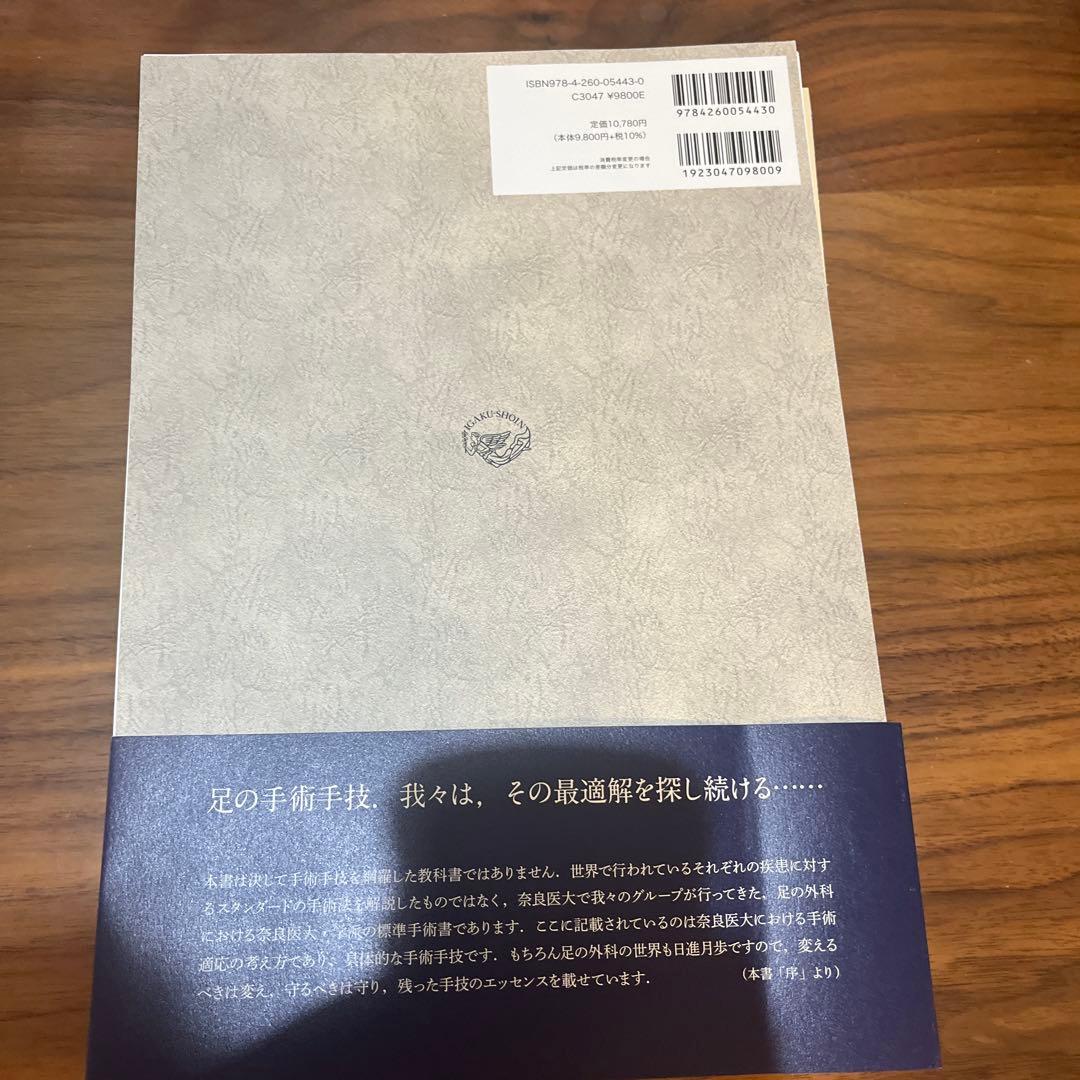 ISBN978-4-260-05443-0
C3047 ¥9800E
定価10,780円
(本体9,800円+税10%)
消費税率変更の場合
上記定価は税率の差額分変更になります
9784260054430
1923047098009
IGAKU-SHOIN
足の手術手技．我々は，その最適解を探し続ける……
本書は決して手術手技を網羅した教科書ではありません．世界で行われているそれぞれの疾患に対す
るスタンダードの手術法を解説したものではなく，奈良医大で我々のグループが行ってきた，足の外科
における奈良医大の標準手術書であります．ここに記載されているのは奈良医大における手術
適応の考え方であり，具体的な手術手技です．もちろん足の外科の世界も日進月歩ですので，変える
べきは変え，守るべきは守り，残った手技のエッセンスを載せています．
（本書「序」より）